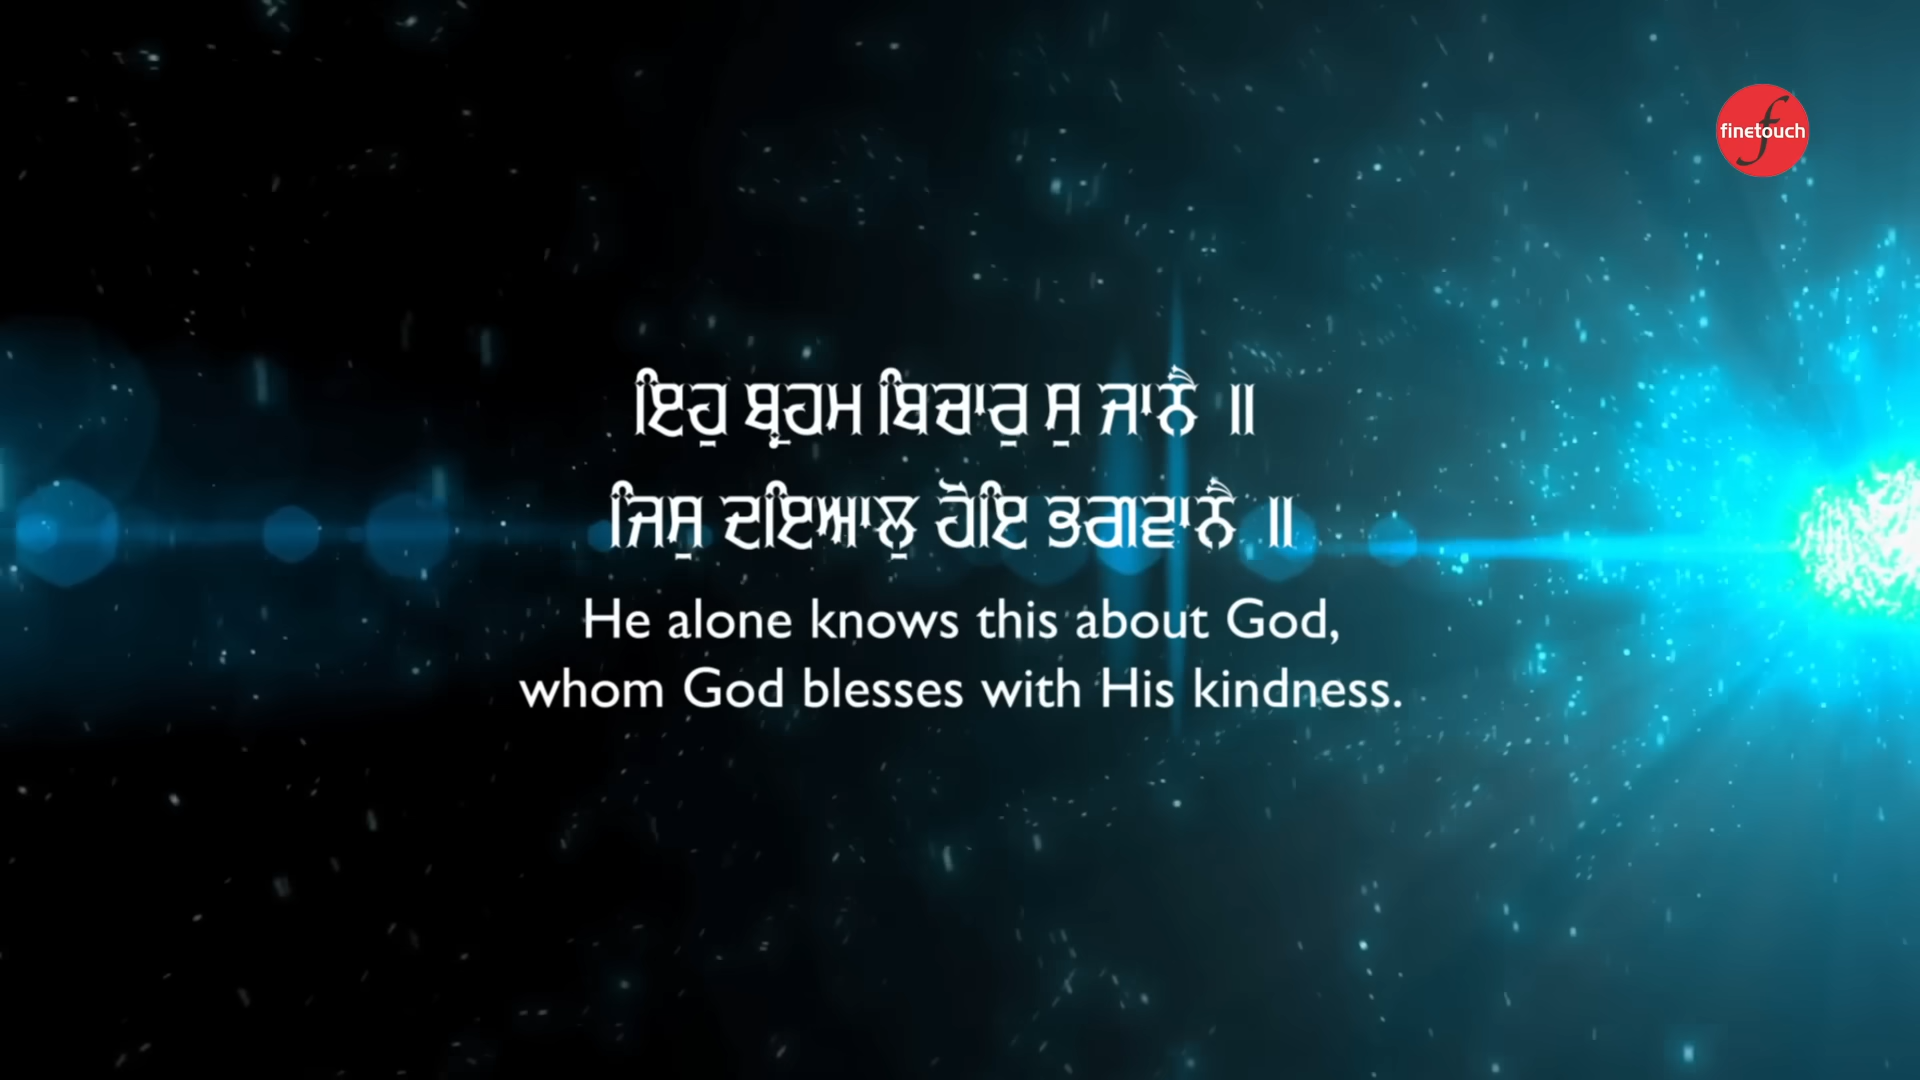 finetouch
ਇਹੁ ਬ੍ਰਹਮ ਬਿਚਾਰੁ ਸੁ ਜਾਨੈ ॥
ਜਿਸੁ ਦਇਆਲੁ ਹੋਇ ਭਗਵਾਨੈ ॥
He alone knows this about God,
whom God blesses with His kindness.